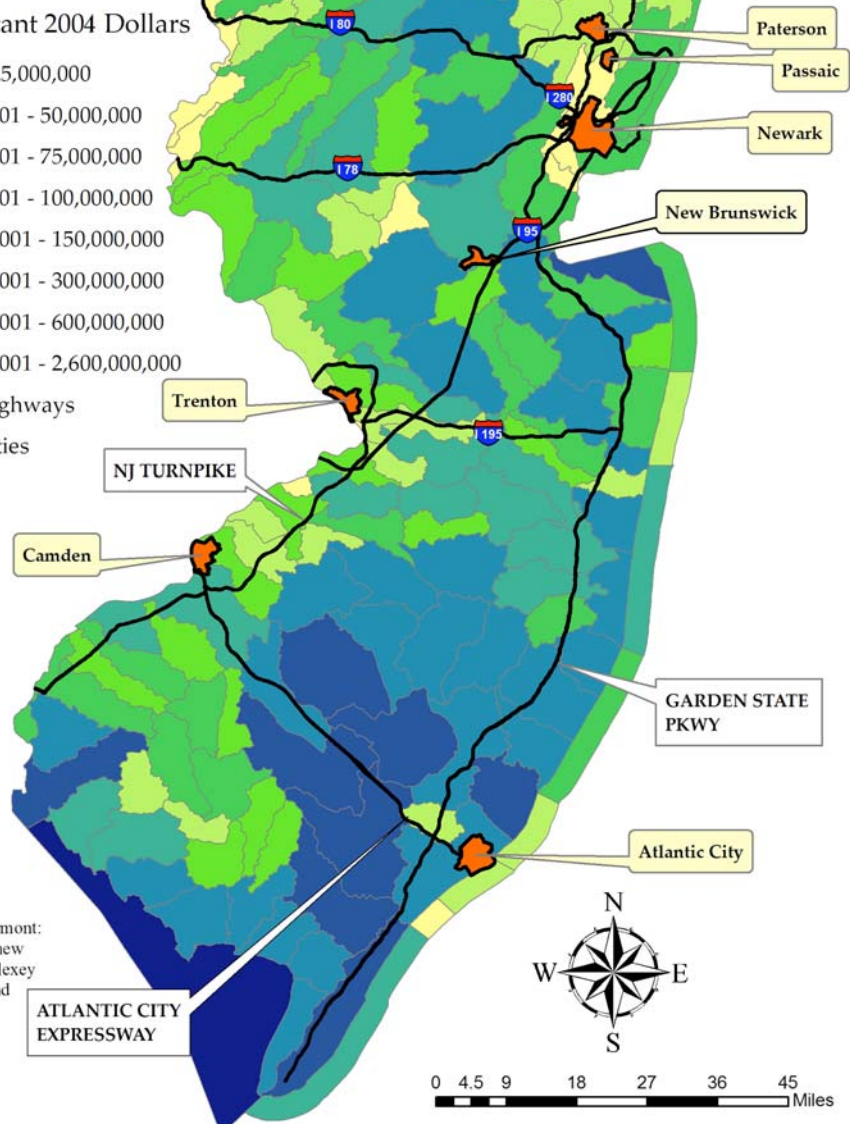 ant 2004 Dollars
5,000,000
01 - 50,000,000
01 - 75,000,000
01 - 100,000,000
001 - 150,000,000
001 - 300,000,000
001 - 600,000,000
001 - 2,600,000,000
ghways
ties
I 80
Paterson
Passaic
I 280
Newark
I 78
New Brunswick
I 95
Trenton
I 195
NJ TURNPIKE
Camden
GARDEN STATE
PKWY
Atlantic City
mont:
new
lexey
nd
ATLANTIC CITY
EXPRESSWAY
N
W E
S
0 4.5 9 18 27 36 45
Miles